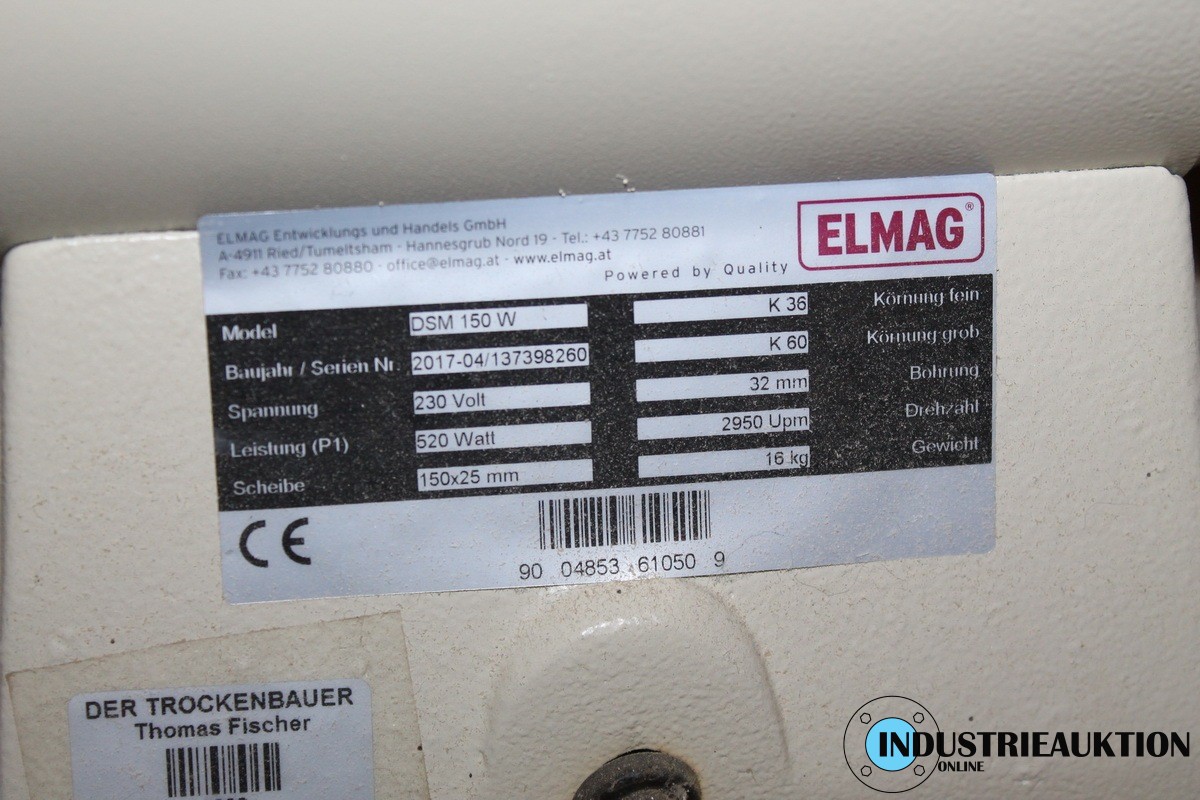 ELMAG Entwicklungs und Handels GmbH
A-4911 Ried/Tumeltsham - Hannesgrub Nord 19 - Tel.: +43 7752 80881
Fax: +43 7752 80880 - office@elmag.at - www.elmag.at
Powered by Quality
ELMAG®
Model DSM 150 W K 36 Körnung fein
Baujahr / Serien Nr. 2017-04/137398260 K 60 Körnung grob
Spannung 230 Volt 32 mm Bohrung
Leistung (P1) 520 Watt 2950 Upm Drehzahl
Scheibe 150x25 mm 16 kg Gewicht
CE
90 04853 61050 9
DER TROCKENBAUER
Thomas Fischer
INDUSTRIEAUKTION
ONLINE